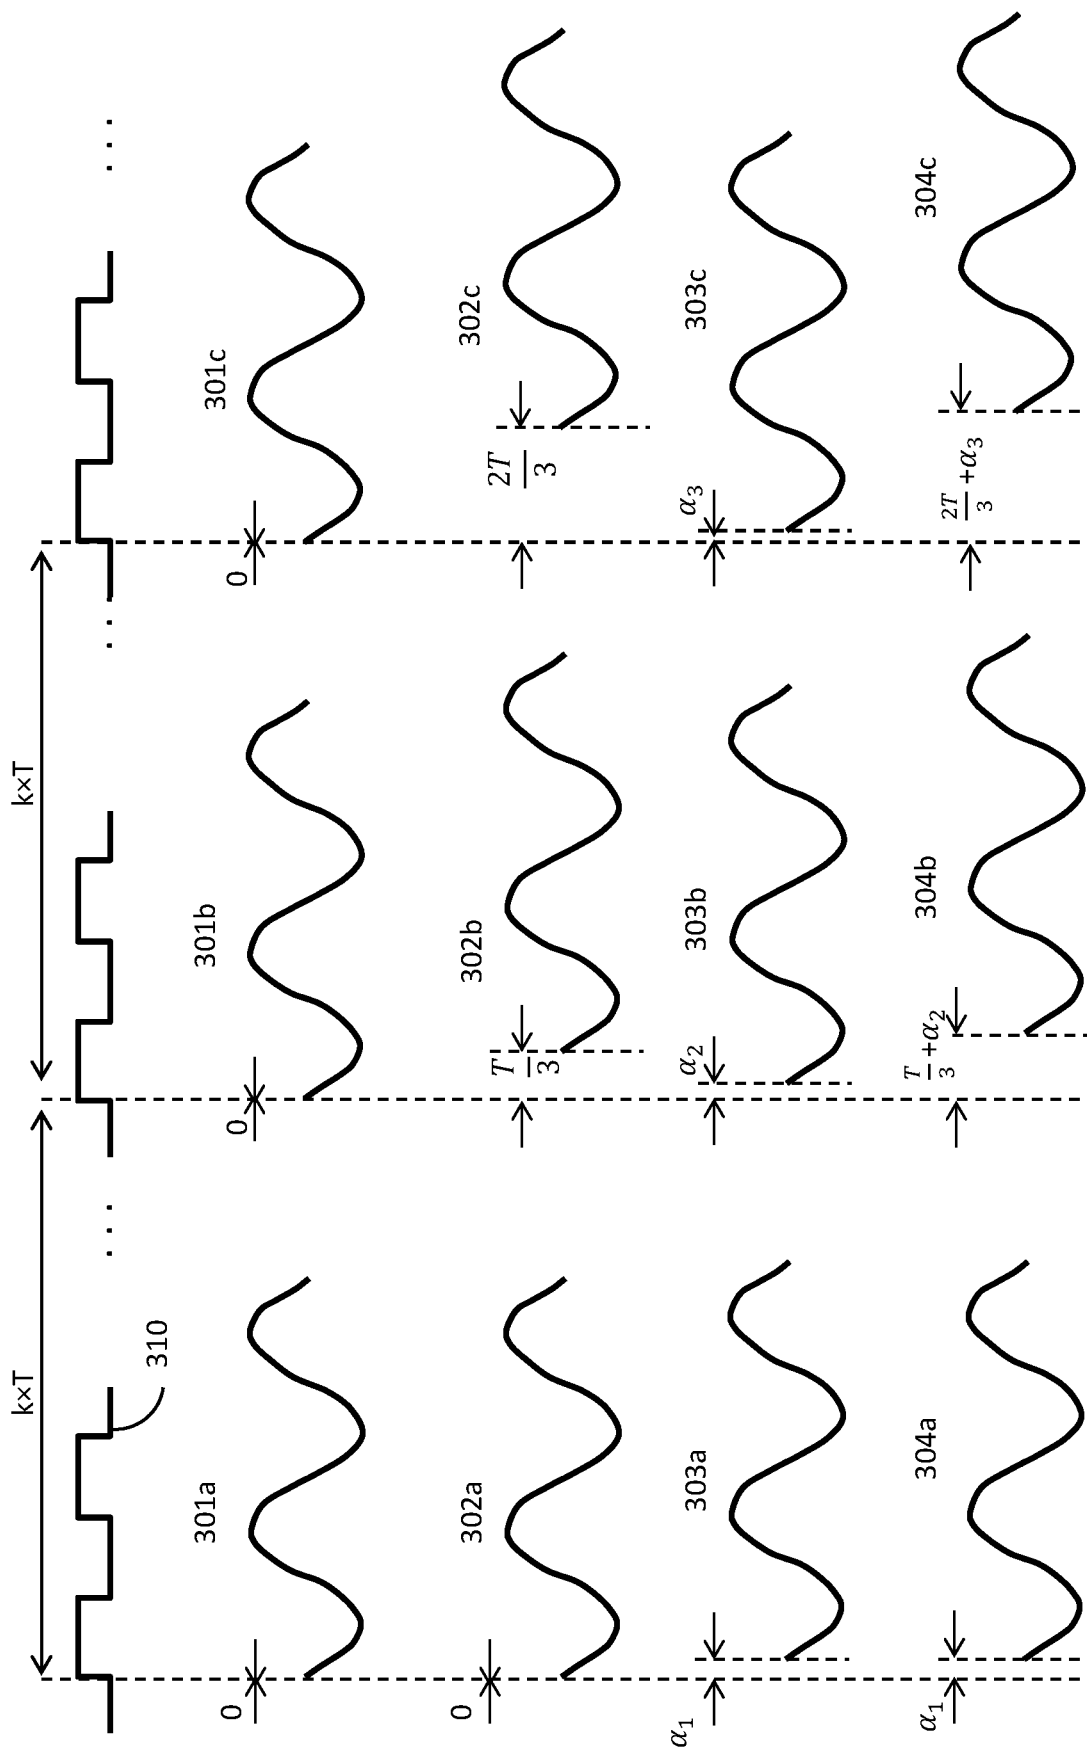 k×T
k×T
310
. . .
. . .
. . .
0
301a
0
301b
0
301c
0
302a
T/3
302b
2T/3
302c
α1
303a
α2
303b
α3
303c
α1
304a
T/3 +α2
304b
2T/3 +α3
304c